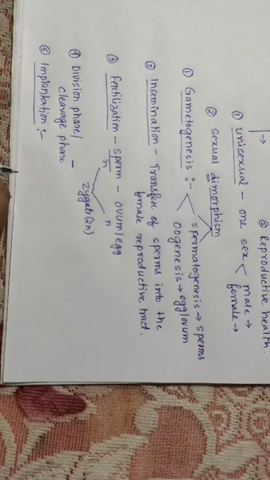 ② Reproductive health.
① unisexual - one sex < male →
female →
② sexual dimorphism
① Gametogenesis :- < spermatogenesis → sperms
Oogenesis → egg/ovum
② Insemination - Transfer of sperms into the
female reproductive tract.
③ Fertilization - sperm - ovum/egg
n n
zygote(2n)
④ Division phase/ -
cleavage phase
⑤ Implantation :-